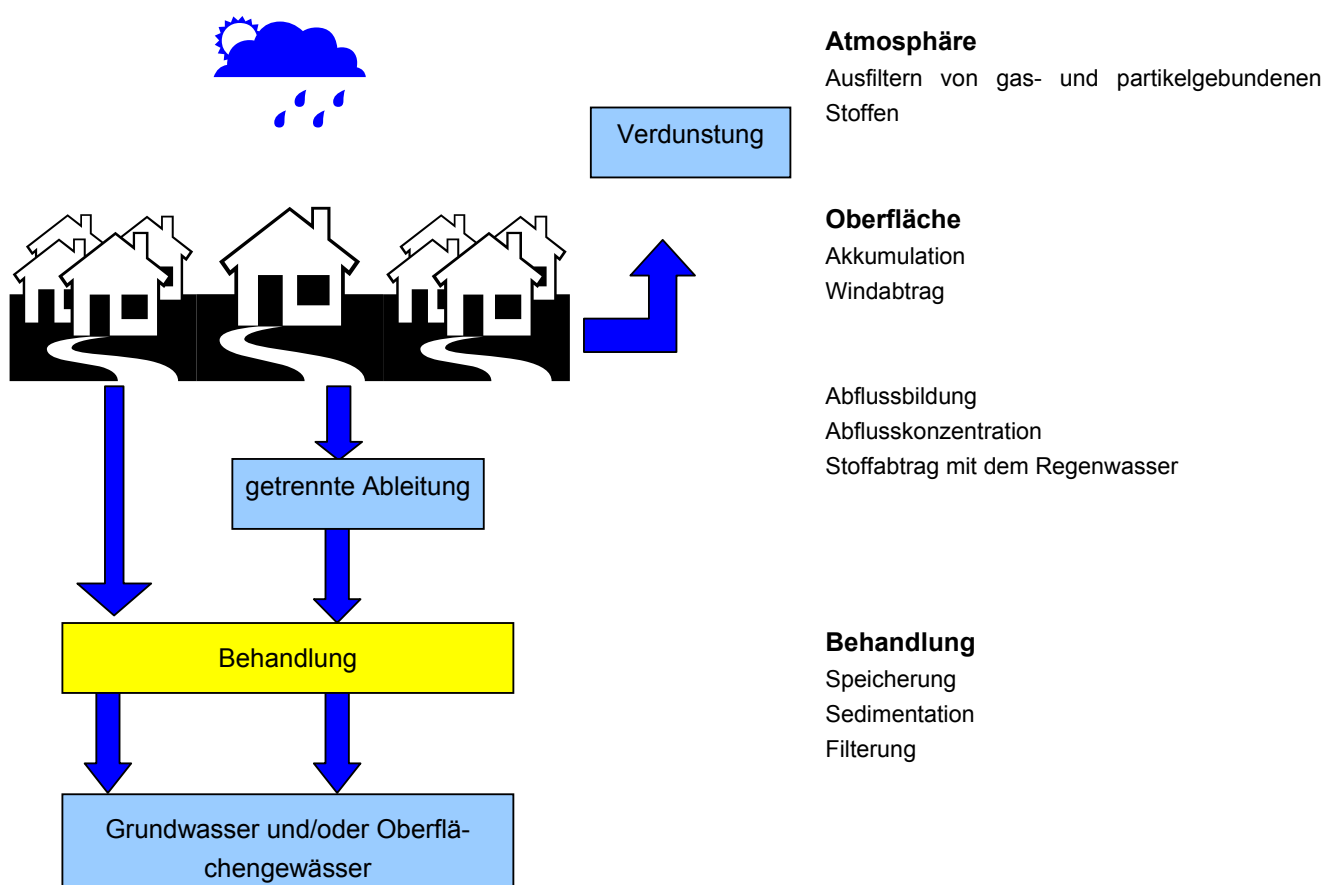 Atmosphäre
Ausfiltern von gas- und partikelgebundenen
Stoffen
Verdunstung
Oberfläche
Akkumulation
Windabtrag
Abflussbildung
Abflusskonzentration
Stoffabtrag mit dem Regenwasser
getrennte Ableitung
Behandlung
Behandlung
Speicherung
Sedimentation
Filterung
Grundwasser und/oder Oberflä-
chengewässer